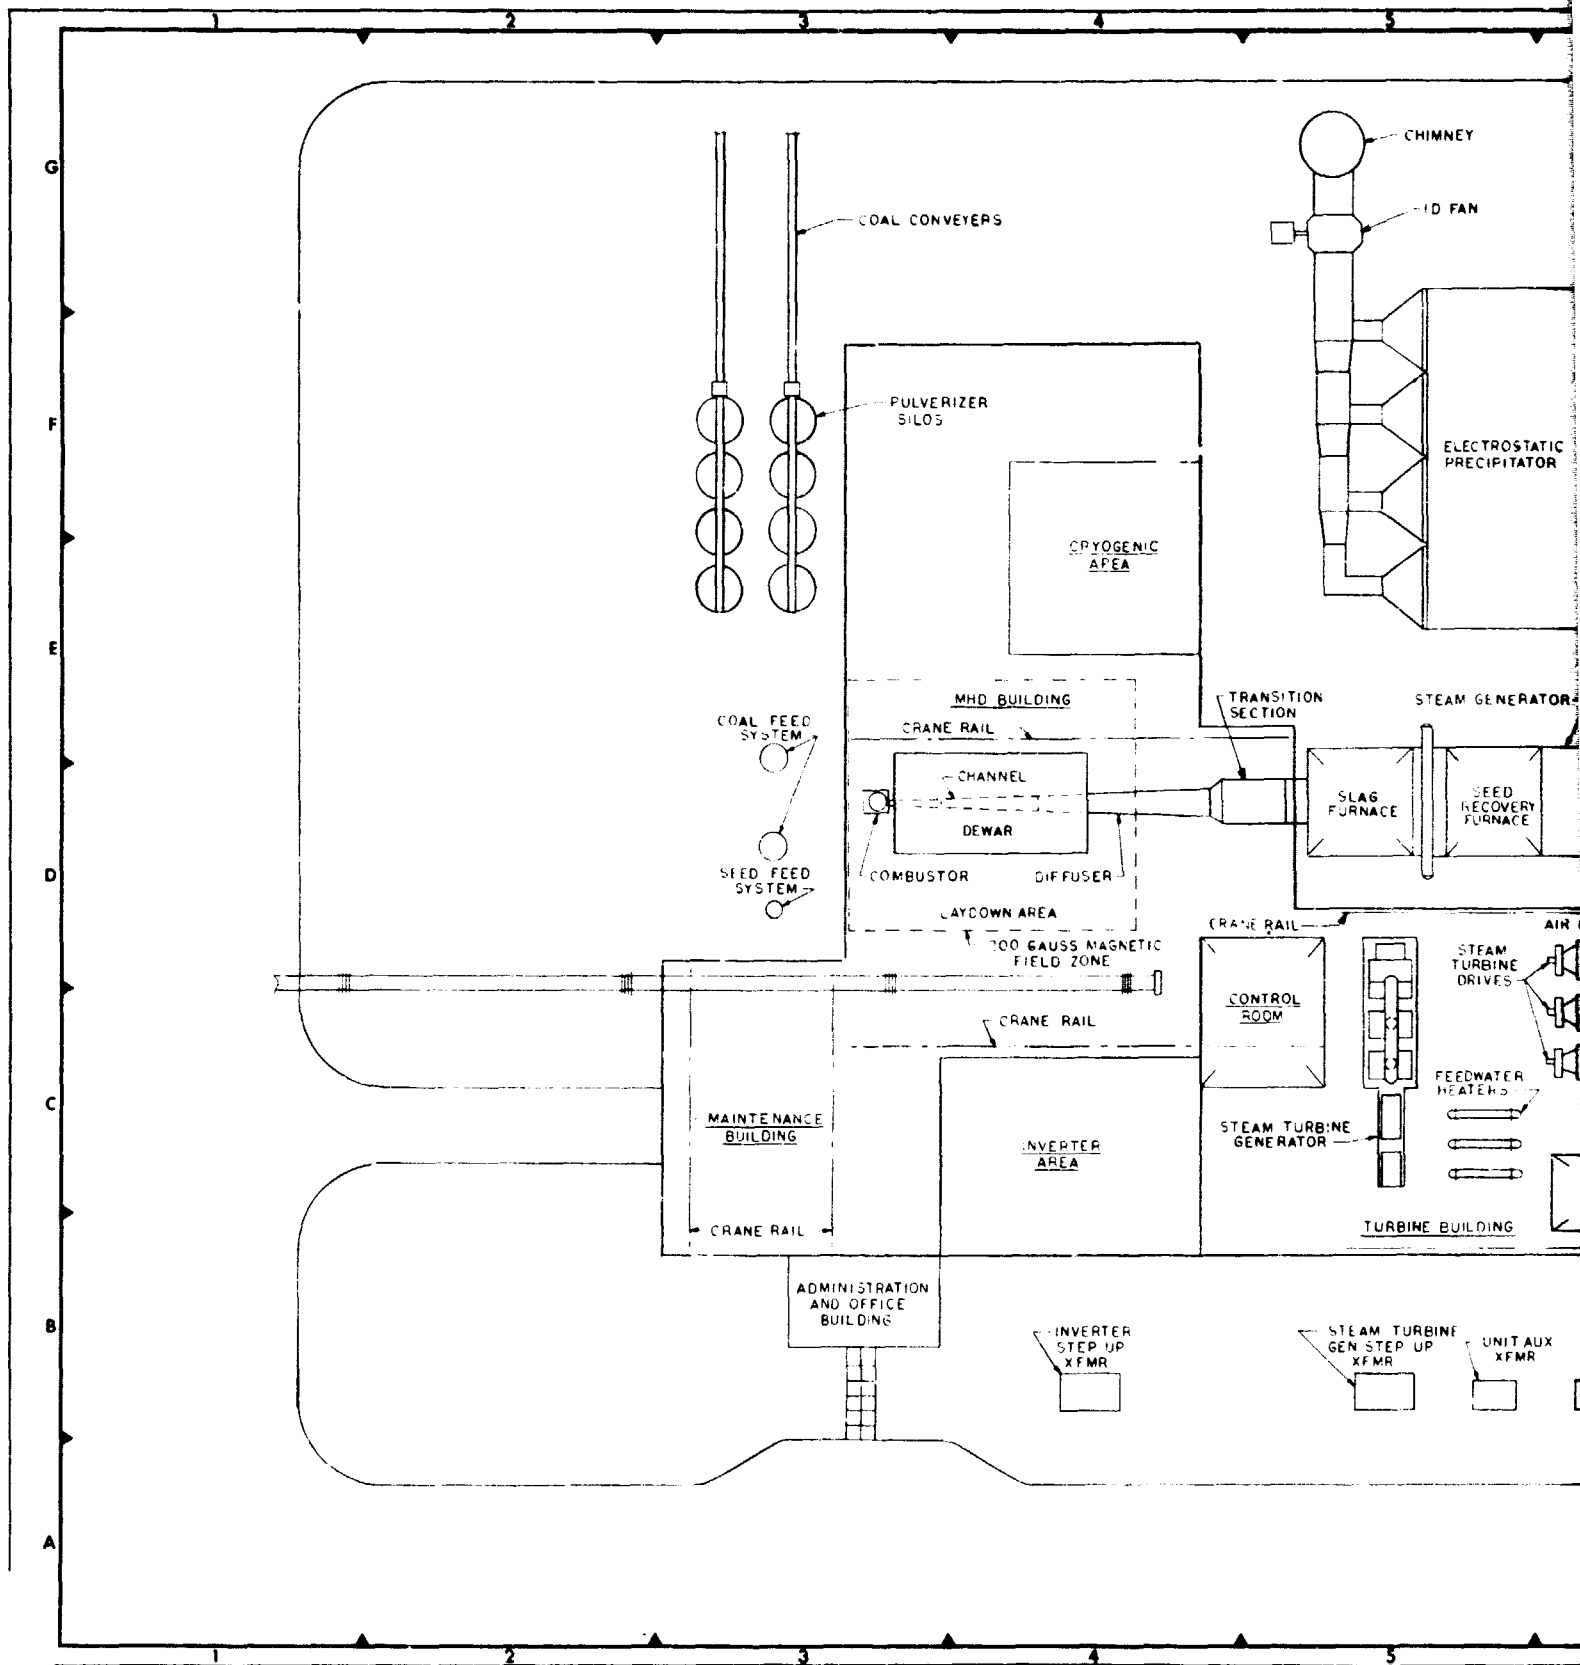 1 2 3 4 5
G
F
E
D
C
B
A
CHIMNEY
COAL CONVEYERS
ID FAN
PULVERIZER
SILOS
ELECTROSTATIC
PRECIPITATOR
CRYOGENIC
AREA
MHD BUILDING
TRANSITION
SECTION
STEAM GENERATOR
COAL FEED
SYSTEM
CRANE RAIL
CHANNEL
DEWAR
SLAG
FURNACE
SEED
RECOVERY
FURNACE
COMBUSTOR
DIFFUSER
SEED FEED
SYSTEM
LAYDOWN AREA
200 GAUSS MAGNETIC
FIELD ZONE
CRANE RAIL
AIR
STEAM
TURBINE
DRIVES
CONTROL
ROOM
CRANE RAIL
FEEDWATER
HEATERS
MAINTENANCE
BUILDING
INVERTER
AREA
STEAM TURBINE
GENERATOR
CRANE RAIL
TURBINE BUILDING
ADMINISTRATION
AND OFFICE
BUILDING
INVERTER
STEP UP
XFMR
STEAM TURBINE
GEN STEP UP
XFMR
UNIT AUX
XFMR
1 2 3 4 5